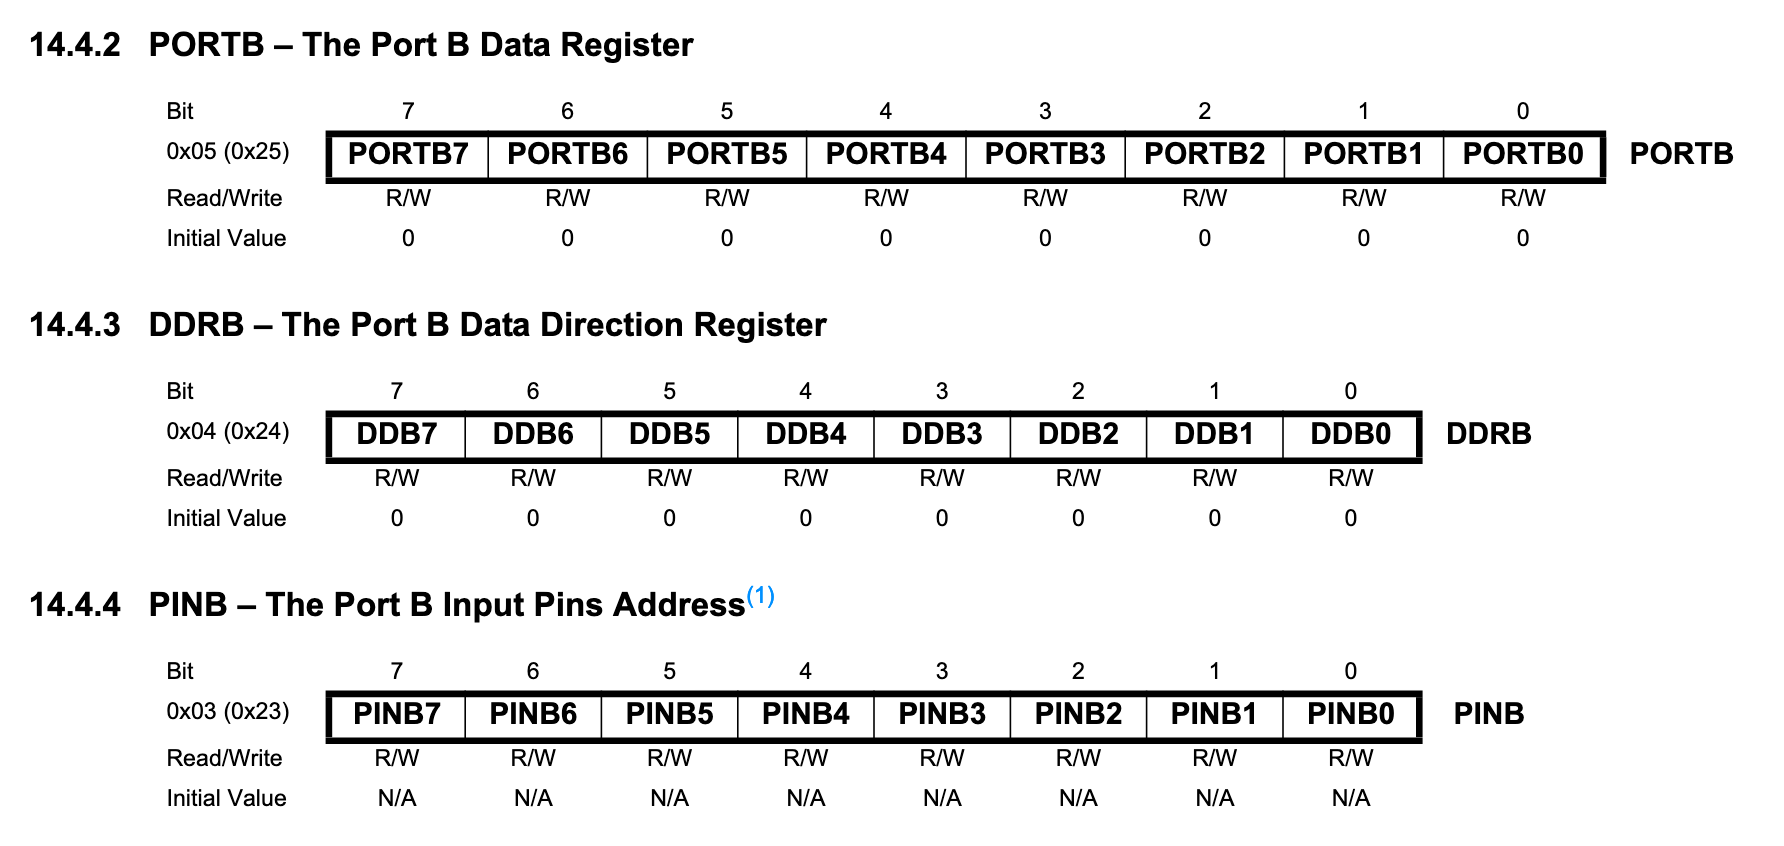 14.4.2 PORTB – The Port B Data Register
Bit 7 6 5 4 3 2 1 0
0x05 (0x25) PORTB7 PORTB6 PORTB5 PORTB4 PORTB3 PORTB2 PORTB1 PORTB0 PORTB
Read/Write R/W R/W R/W R/W R/W R/W R/W R/W
Initial Value 0 0 0 0 0 0 0 0
14.4.3 DDRB – The Port B Data Direction Register
Bit 7 6 5 4 3 2 1 0
0x04 (0x24) DDB7 DDB6 DDB5 DDB4 DDB3 DDB2 DDB1 DDB0 DDRB
Read/Write R/W R/W R/W R/W R/W R/W R/W R/W
Initial Value 0 0 0 0 0 0 0 0
14.4.4 PINB – The Port B Input Pins Address(1)
Bit 7 6 5 4 3 2 1 0
0x03 (0x23) PINB7 PINB6 PINB5 PINB4 PINB3 PINB2 PINB1 PINB0 PINB
Read/Write R/W R/W R/W R/W R/W R/W R/W R/W
Initial Value N/A N/A N/A N/A N/A N/A N/A N/A